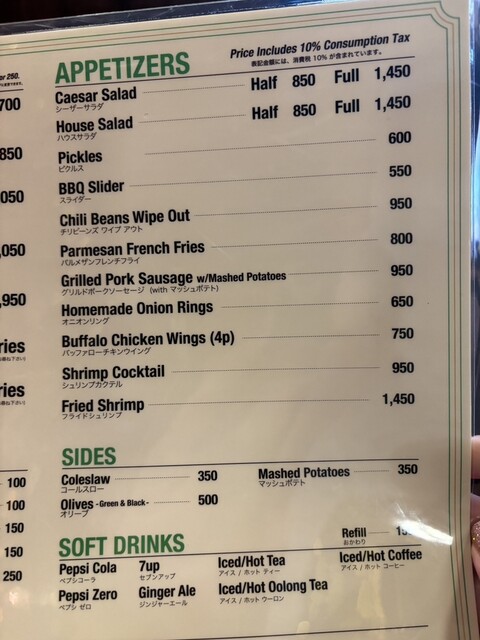 or 250.
700
850
050
,050
,950
ries
ries
100
100
150
150
250
APPETIZERS
Price Includes 10% Consumption Tax
表記金額には、消費税 10% が含まれています。
Caesar Salad Half 850 Full 1,450
シーザーサラダ
House Salad Half 850 Full 1,450
ハウスサラダ
Pickles 600
ピクルス
BBQ Slider 550
スライダー
Chili Beans Wipe Out 950
チリビーンズ ワイプ アウト
Parmesan French Fries 800
パルメザンフレンチフライ
Grilled Pork Sausage w/Mashed Potatoes 950
グリルドポークソーセージ (with マッシュポテト)
Homemade Onion Rings 650
オニオンリング
Buffalo Chicken Wings (4p) 750
バッファローチキンウイング
Shrimp Cocktail 950
シュリンプカクテル
Fried Shrimp 1,450
フライドシュリンプ
SIDES
Coleslaw 350 Mashed Potatoes 350
コールスロー マッシュポテト
Olives -Green & Black- 500
オリーブ
SOFT DRINKS
Refill
おかわり
Pepsi Cola 7up Iced/Hot Tea Iced/Hot Coffee
ペプシコーラ セブンアップ アイス / ホット ティー アイス / ホット コーヒー
Pepsi Zero Ginger Ale Iced/Hot Oolong Tea
ペプシ ゼロ ジンジャーエール アイス / ホット ウーロン